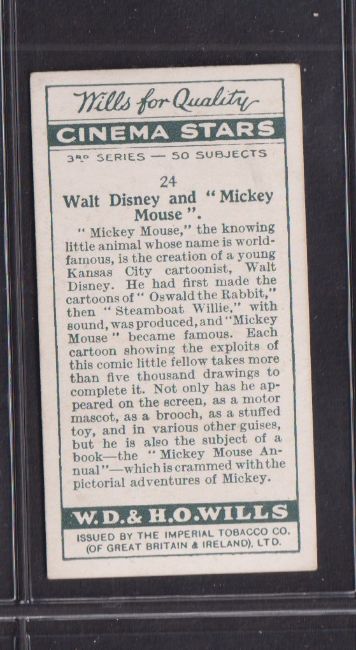 Wills for Quality
CINEMA STARS
3RD SERIES — 50 SUBJECTS
24
Walt Disney and "Mickey
Mouse".
"Mickey Mouse," the knowing
little animal whose name is world-
famous, is the creation of a young
Kansas City cartoonist, Walt
Disney. He had first made the
cartoons of "Oswald the Rabbit,"
then "Steamboat Willie," with
sound, was produced, and "Mickey
Mouse" became famous. Each
cartoon showing the exploits of
this comic little fellow takes more
than five thousand drawings to
complete it. Not only has he ap-
peared on the screen, as a motor
mascot, as a brooch, as a stuffed
toy, and in various other guises,
but he is also the subject of a
book—the "Mickey Mouse An-
nual"—which is crammed with the
pictorial adventures of Mickey.
W.D. & H.O. WILLS
ISSUED BY THE IMPERIAL TOBACCO CO.
(OF GREAT BRITAIN & IRELAND), LTD.